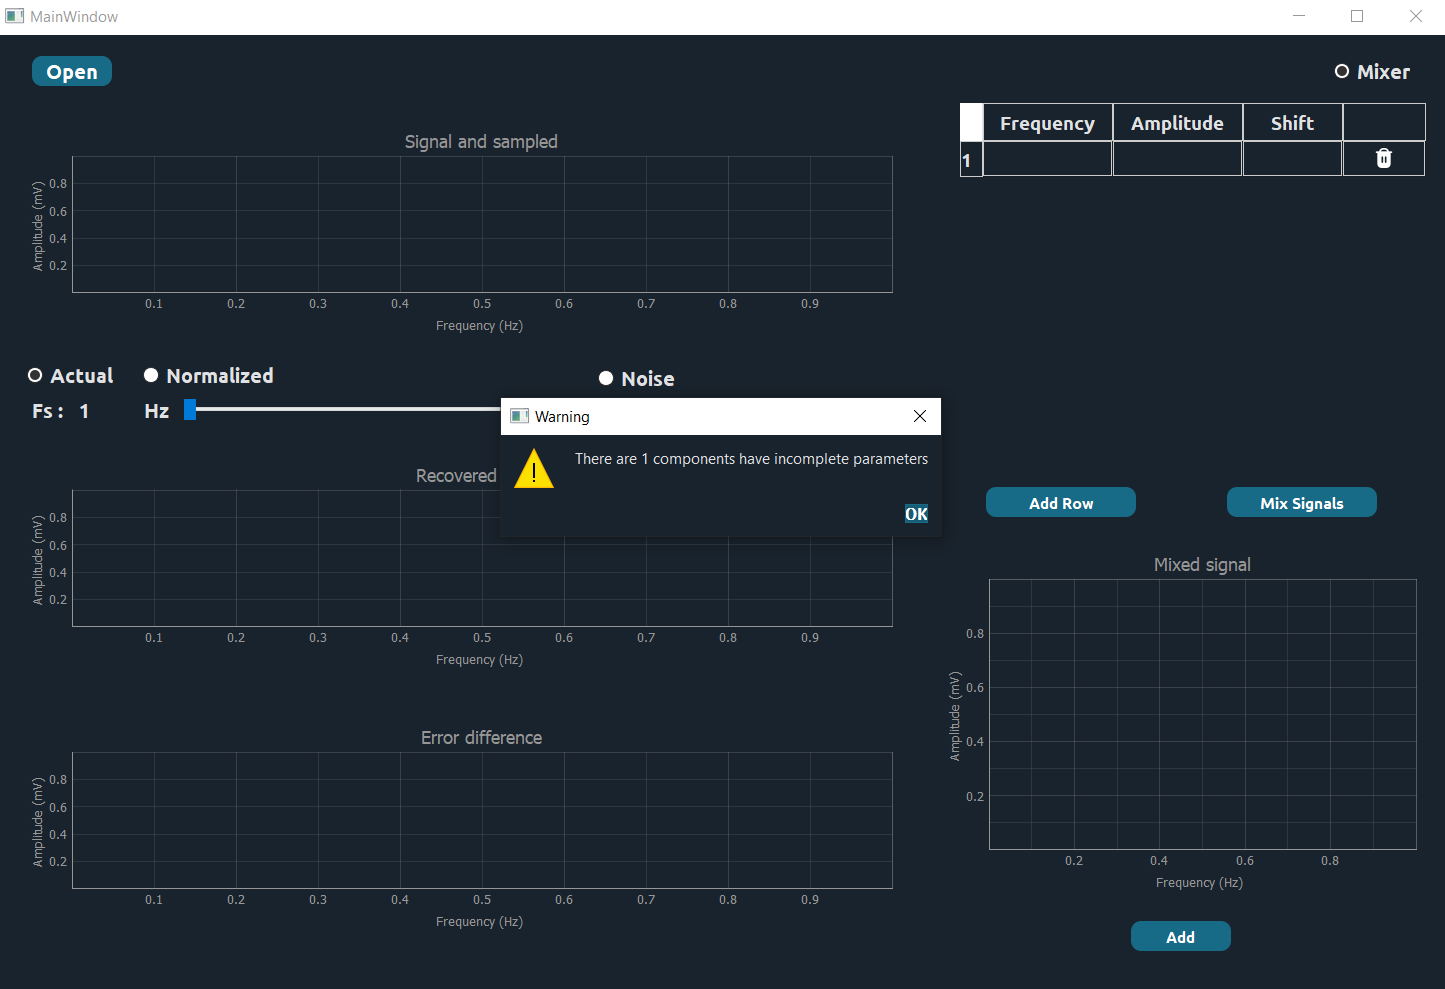 MainWindow
Open
Mixer
Frequency Amplitude Shift
1
Signal and sampled
Amplitude (mV)
0.8
0.6
0.4
0.2
0.1 0.2 0.3 0.4 0.5 0.6 0.7 0.8 0.9
Frequency (Hz)
Actual Normalized Noise
Fs : 1 Hz
Warning
There are 1 components have incomplete parameters
OK
Recovered
Amplitude (mV)
0.8
0.6
0.4
0.2
0.1 0.2 0.3 0.4 0.5 0.6 0.7 0.8 0.9
Frequency (Hz)
Error difference
Amplitude (mV)
0.8
0.6
0.4
0.2
0.1 0.2 0.3 0.4 0.5 0.6 0.7 0.8 0.9
Frequency (Hz)
Add Row Mix Signals
Mixed signal
Amplitude (mV)
0.8
0.6
0.4
0.2
0.2 0.4 0.6 0.8
Frequency (Hz)
Add